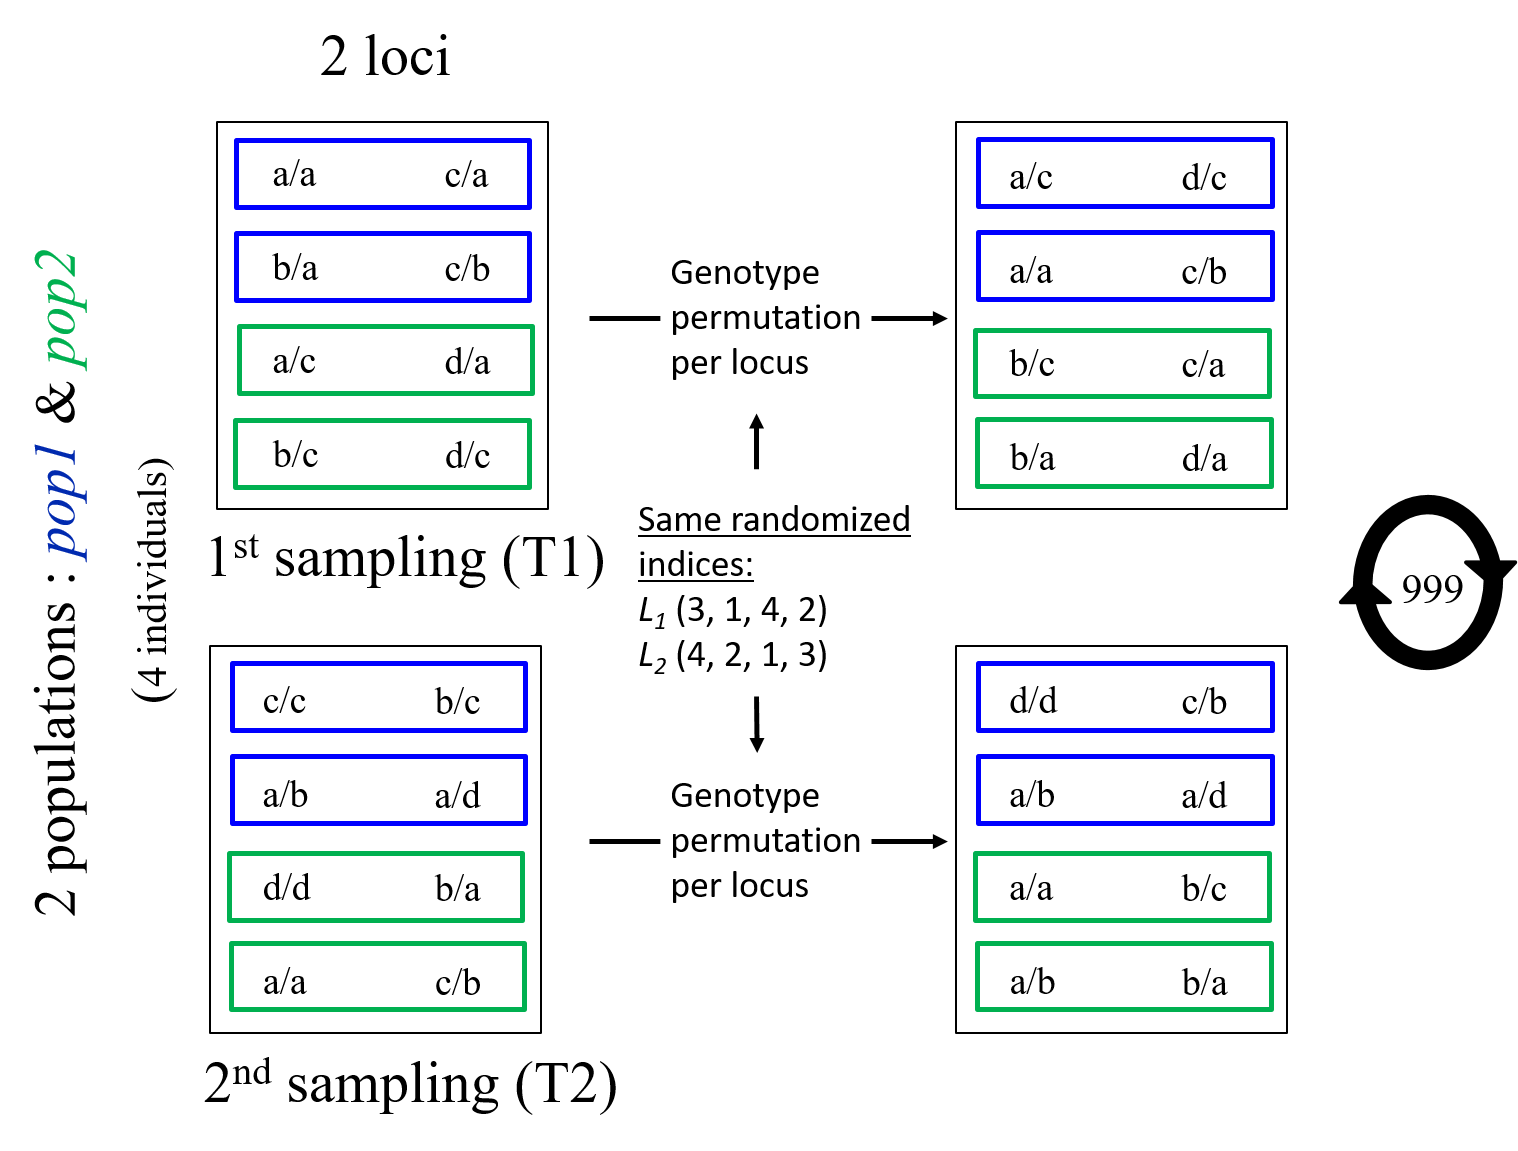 2 loci
2 populations : pop1 & pop2
(4 individuals)
a/a c/a
b/a c/b
a/c d/a
b/c d/c
1st sampling (T1)
Genotype
permutation
per locus
a/c d/c
a/a c/b
b/c c/a
b/a d/a
Same randomized
indices:
L1 (3, 1, 4, 2)
L2 (4, 2, 1, 3)
999
c/c b/c
a/b a/d
d/d b/a
a/a c/b
2nd sampling (T2)
Genotype
permutation
per locus
d/d c/b
a/b a/d
a/a b/c
a/b b/a